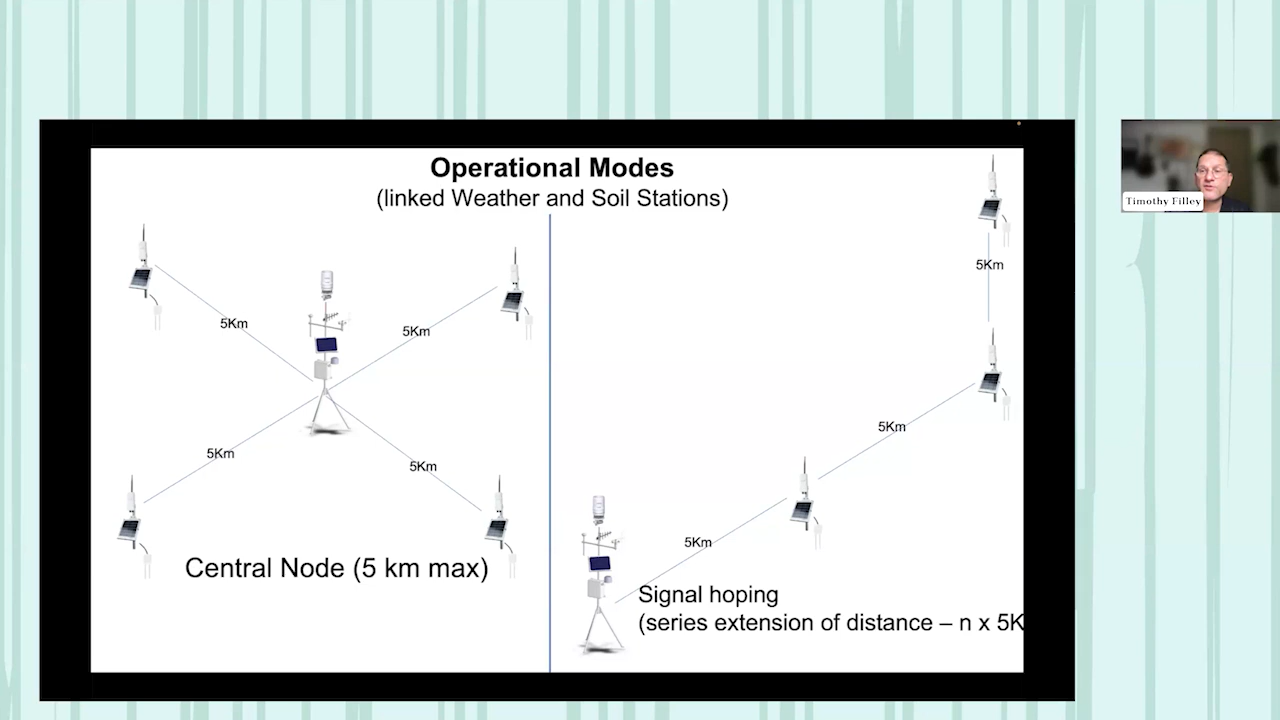 Operational Modes
(linked Weather and Soil Stations)
5Km
5Km
5Km
5Km
Central Node (5 km max)
5Km
5Km
5Km
Signal hoping
(series extension of distance – n x 5K
Timothy Filley